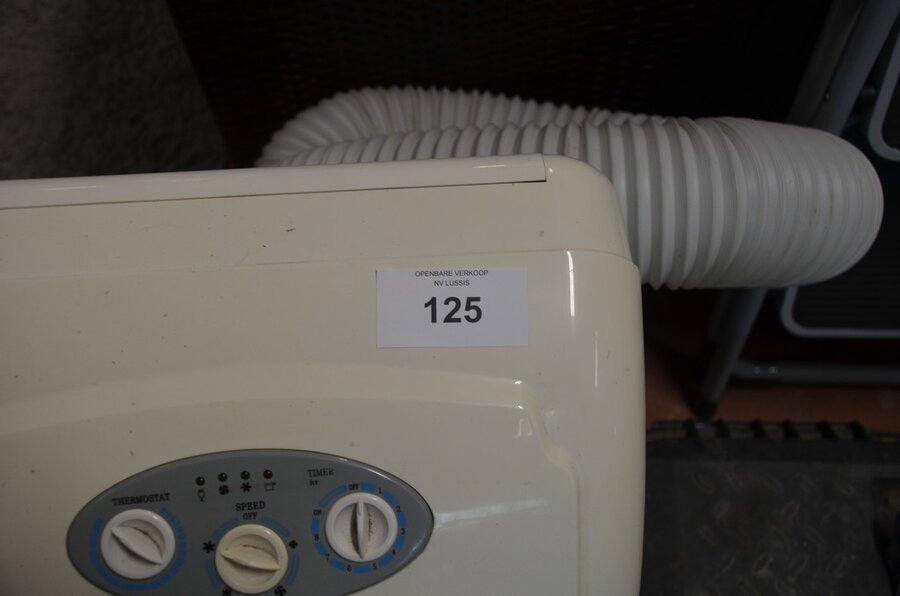 OPENBARE VERKOOP
NV LUSSIS
125
THERMOSTAT
SPEED
OFF
TIMER
hr
OFF
1
2
3
4
5
6
7
8
ON